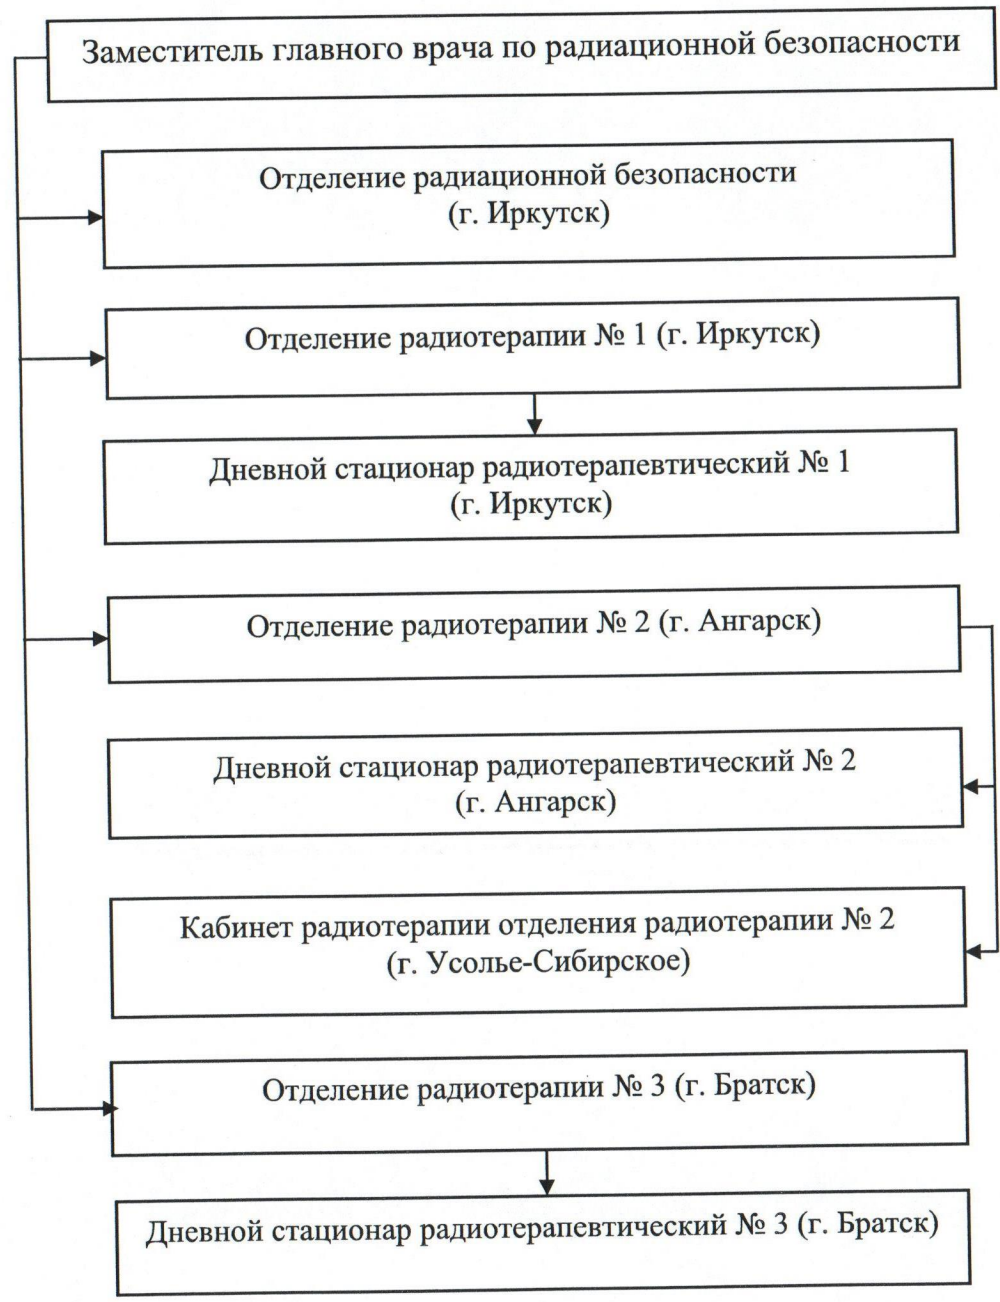 Заместитель главного врача по радиационной безопасности
Отделение радиационной безопасности
(г. Иркутск)
Отделение радиотерапии № 1 (г. Иркутск)
Дневной стационар радиотерапевтический № 1
(г. Иркутск)
Отделение радиотерапии № 2 (г. Ангарск)
Дневной стационар радиотерапевтический № 2
(г. Ангарск)
Кабинет радиотерапии отделения радиотерапии № 2
(г. Усолье-Сибирское)
Отделение радиотерапии № 3 (г. Братск)
Дневной стационар радиотерапевтический № 3 (г. Братск)